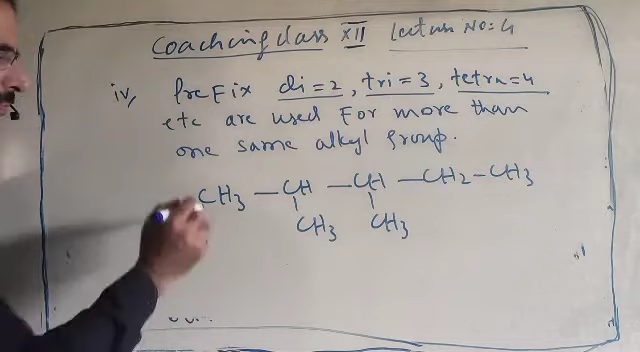 Coaching class XII Lecture No: 4
iv, Prefix di = 2, tri = 3, tetra = 4
etc are used For more than
one same alkyl group.
CH3 — CH — CH — CH2 – CH3
CH3 CH3